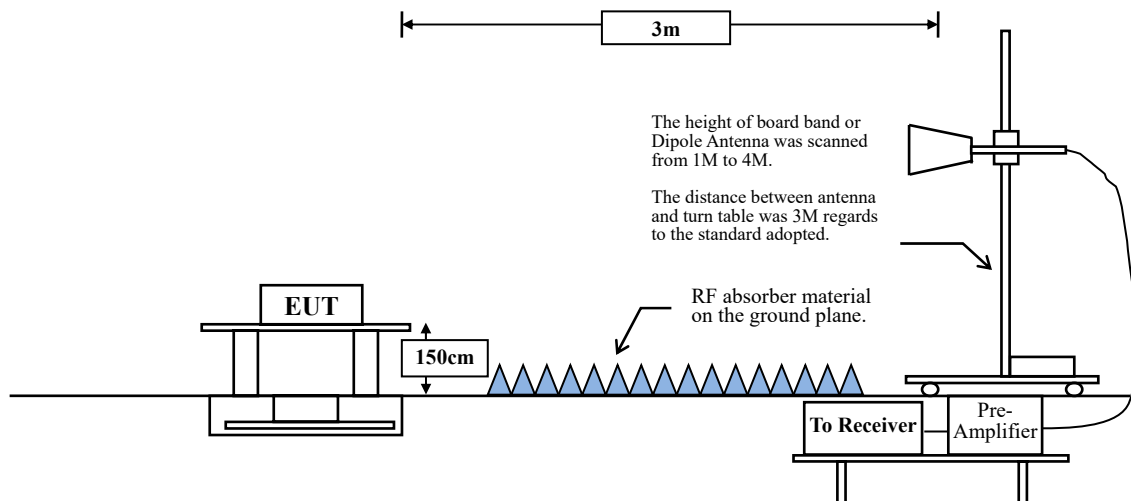 3m
The height of board band or
Dipole Antenna was scanned
from 1M to 4M.
The distance between antenna
and turn table was 3M regards
to the standard adopted.
EUT
RF absorber material
on the ground plane.
150cm
To Receiver
Pre-
Amplifier